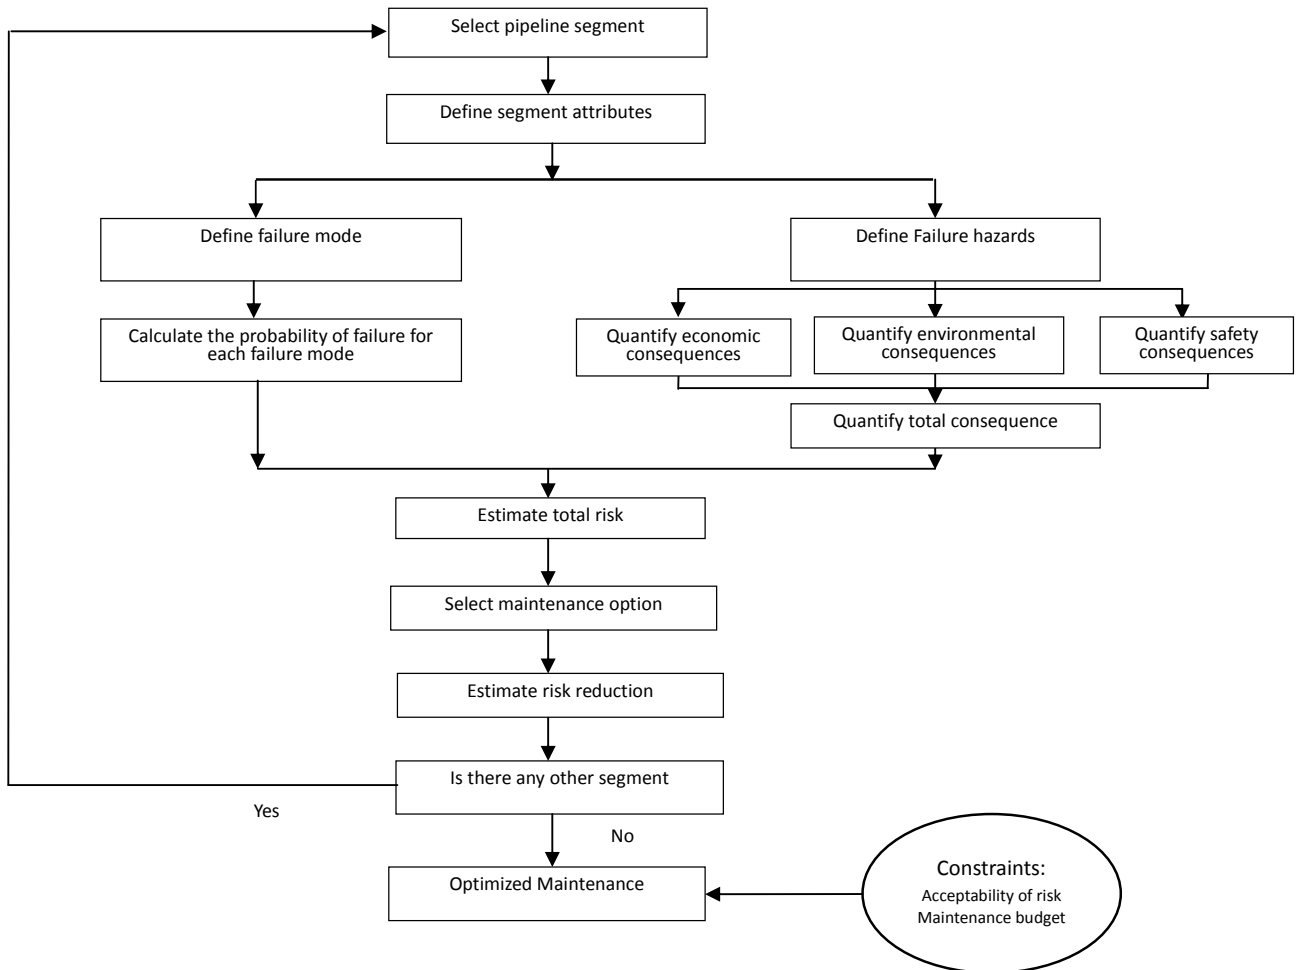 Select pipeline segment
Define segment attributes
Define failure mode
Define Failure hazards
Calculate the probability of failure for
each failure mode
Quantify economic
consequences
Quantify environmental
consequences
Quantify safety
consequences
Quantify total consequence
Estimate total risk
Select maintenance option
Estimate risk reduction
Is there any other segment
Yes
No
Optimized Maintenance
Constraints:
Acceptability of risk
Maintenance budget